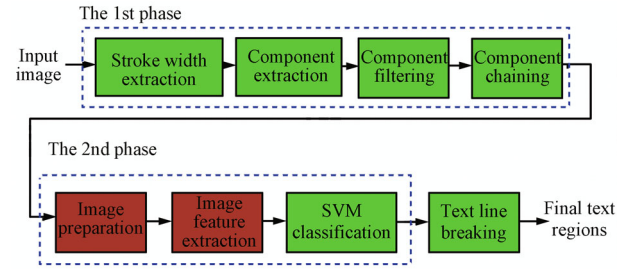 The 1st phase
Input
image
Stroke width
extraction
Component
extraction
Component
filtering
Component
chaining
The 2nd phase
Image
preparation
Image
feature
extraction
SVM
classification
Text line
breaking
Final text
regions